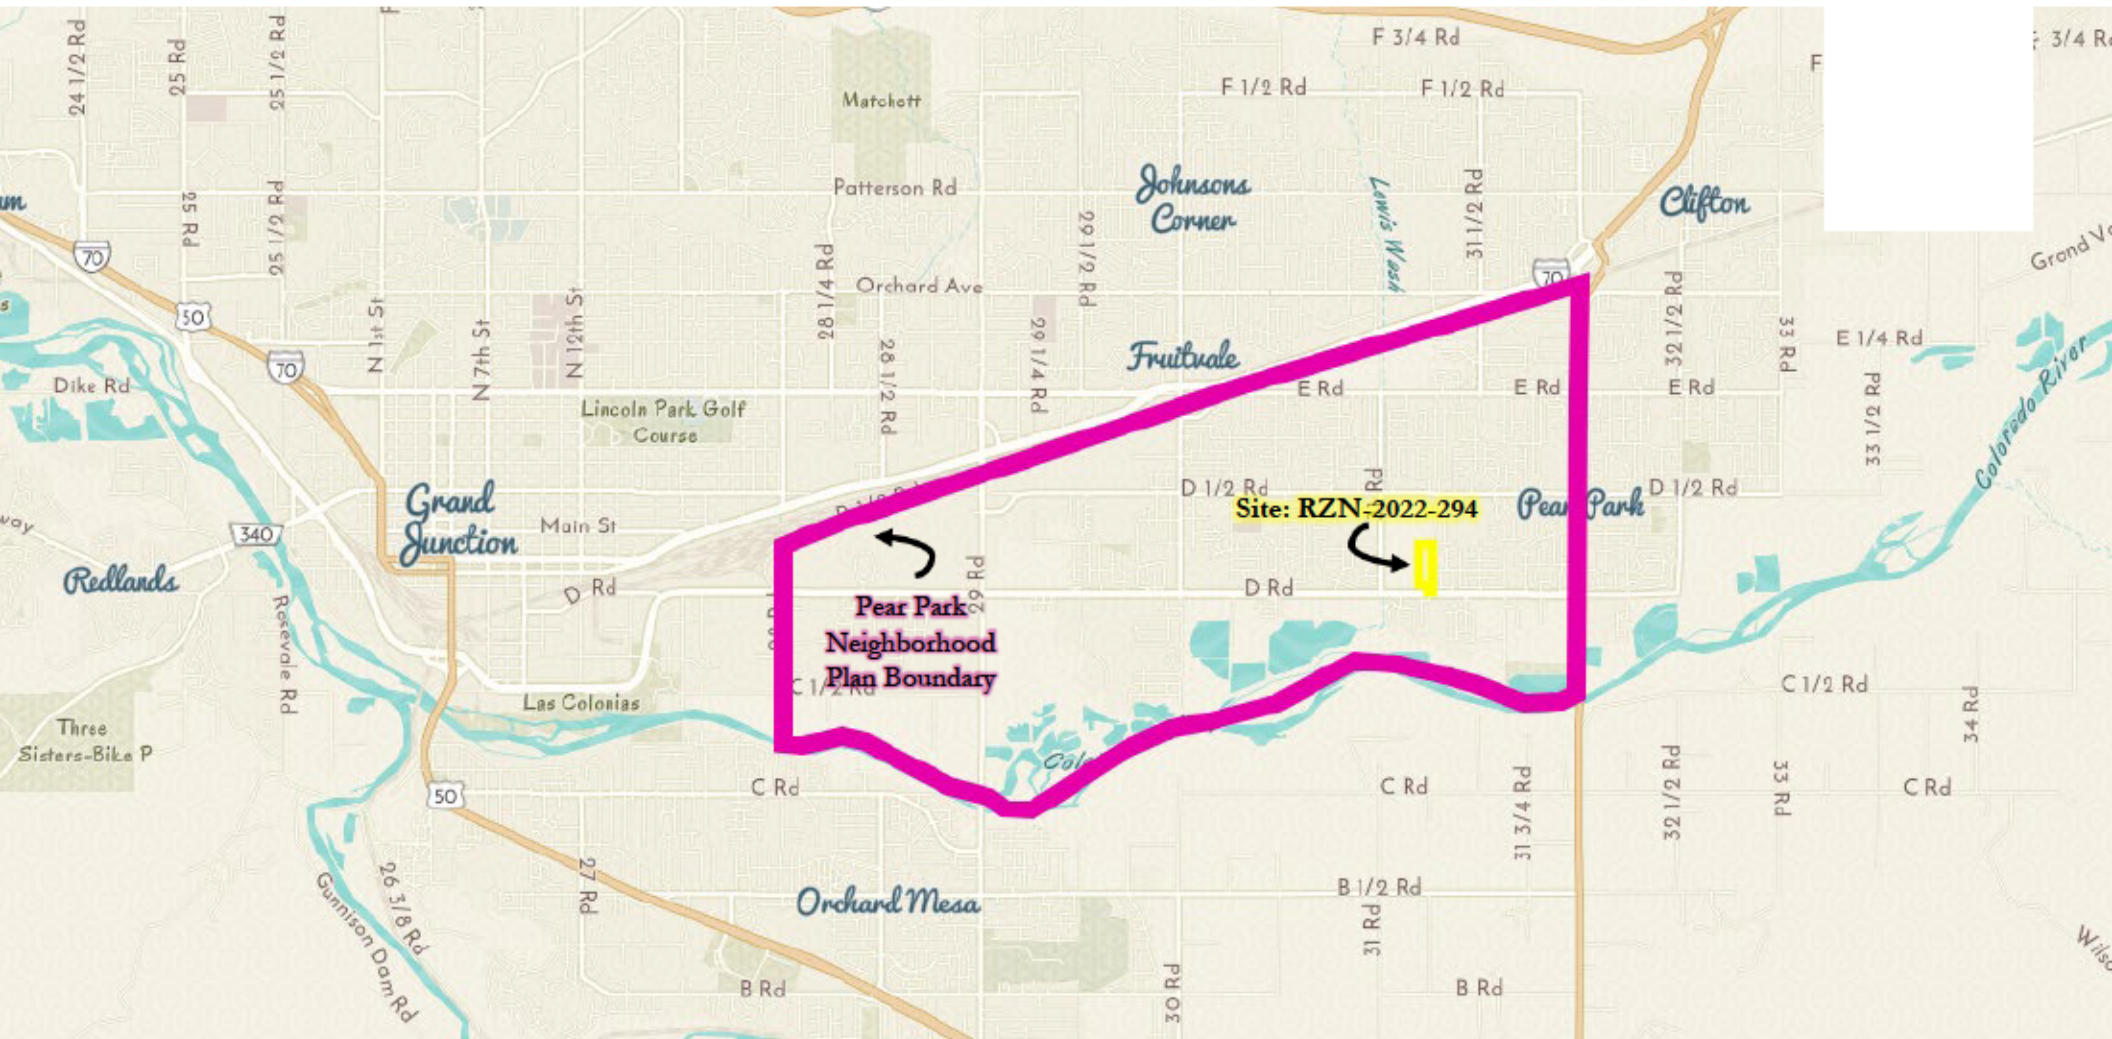 F 3/4 Rd
3/4 Rd
24 1/2 Rd
25 Rd
25 1/2 Rd
F 1/2 Rd
F 1/2 Rd
F
Matchett
Patterson Rd
Johnsons
Corner
Lewis Wash
31 1/2 Rd
Clifton
25 Rd
25 1/2 Rd
29 1/2 Rd
Grand
70
28 1/4 Rd
Orchard Ave
70
50
N 1st St
N 7th St
N 12th St
29 1/4 Rd
28 1/2 Rd
Fruitvale
32 1/2 Rd
33 Rd
E 1/4 Rd
70
Dike Rd
E Rd
E Rd
E Rd
33 1/2 Rd
Colorado River
Lincoln Park Golf
Course
D 1/2 Rd
Rd
D 1/2 Rd
Grand
Junction
Main St
Site: RZN-2022-294
Pear Park
340
Redlands
D Rd
29 Rd
D Rd
Pear Park
Neighborhood
Plan Boundary
Rosevale Rd
C 1/2 Rd
C 1/2 Rd
Las Colonias
34 Rd
Three
Sisters-Bike P
C Rd
C Rd
31 3/4 Rd
32 1/2 Rd
33 Rd
C Rd
50
27 Rd
26 3/8 Rd
Gunnison Dam Rd
Orchard Mesa
B 1/2 Rd
31 Rd
B Rd
30 Rd
B Rd